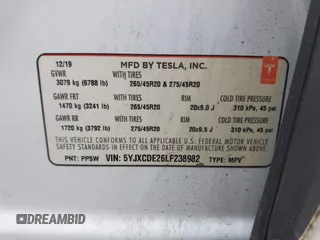 12/19 MFD BY TESLA, INC.
GVWR WITH TIRES
3079 kg (6788 lb) 265/45R20 & 275/45R20
GAWR FRT WITH TIRES RIM COLD TIRE PRESSURE
1470 kg (3241 lb) 265/45R20 20x9.0 J 310 kPa, 45 psi
GAWR RR WITH TIRES RIM COLD TIRE PRESSURE
1720 kg (3792 lb) 275/45R20 20x9.5 J 310 kPa, 45 psi
THIS VEHICLE CONFORMS TO ALL APPLICABLE U.S. FEDERAL MOTOR VEHICLE
SAFETY AND THEFT PREVENTION STANDARDS IN
EFFECT ON THE DATE OF MANUFACTURE SHOWN ABOVE.
PNT: PPSW VIN: 5YJXCDE26LF238982 TYPE: MPV
TESLA
DREAMBID